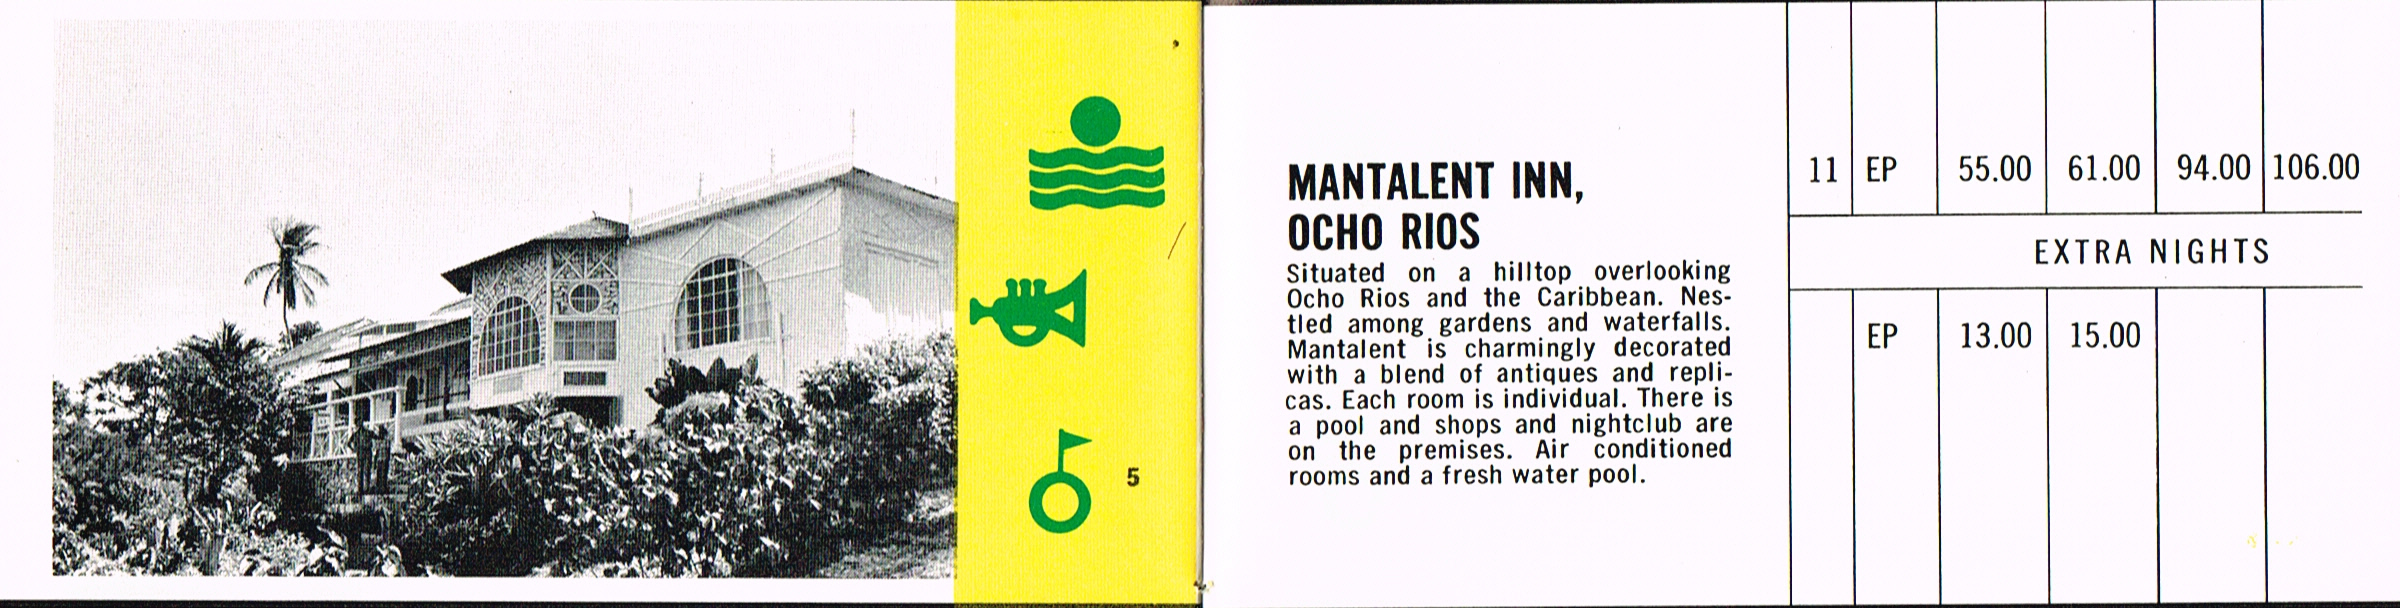 5
MANTALENT INN,
OCHO RIOS
Situated on a hilltop overlooking
Ocho Rios and the Caribbean. Nes-
tled among gardens and waterfalls.
Mantalent is charmingly decorated
with a blend of antiques and repli-
cas. Each room is individual. There is
a pool and shops and nightclub are
on the premises. Air conditioned
rooms and a fresh water pool.
11 EP 55.00 61.00 94.00 106.00
EXTRA NIGHTS
EP 13.00 15.00